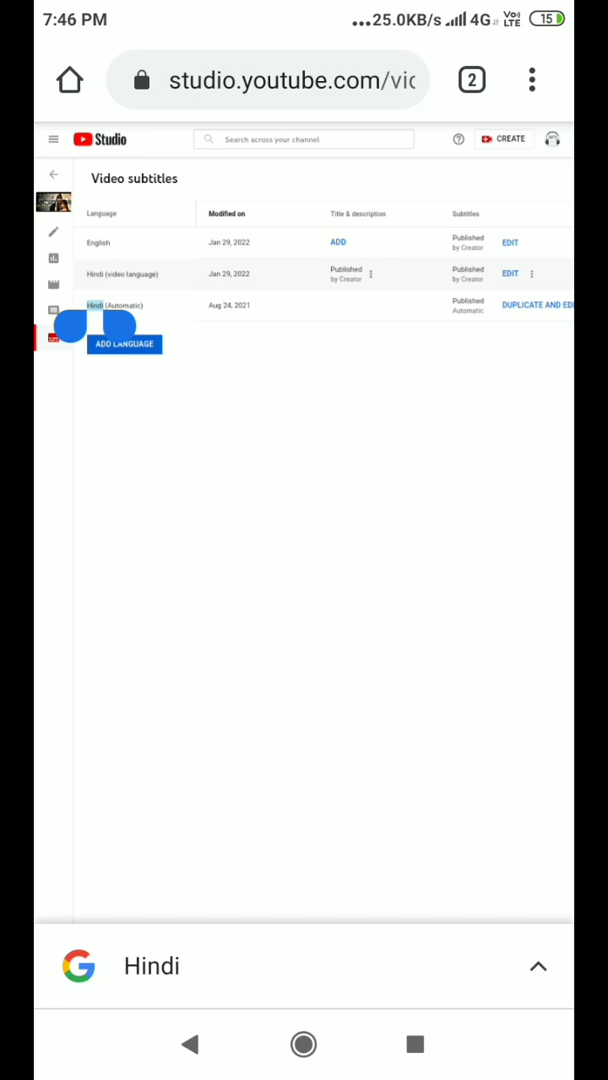 7:46 PM
...25.0KB/s 4G Vo) LTE 15
studio.youtube.com/vic
2
Studio
Search across your channel
CREATE
Video subtitles
Language Modified on Title & description Subtitles
English Jan 29, 2022 ADD Published by Creator EDIT
Hindi (video language) Jan 29, 2022 Published by Creator Published by Creator EDIT
Hindi (Automatic) Aug 24, 2021 Published Automatic DUPLICATE AND EDI
ADD LANGUAGE
Hindi